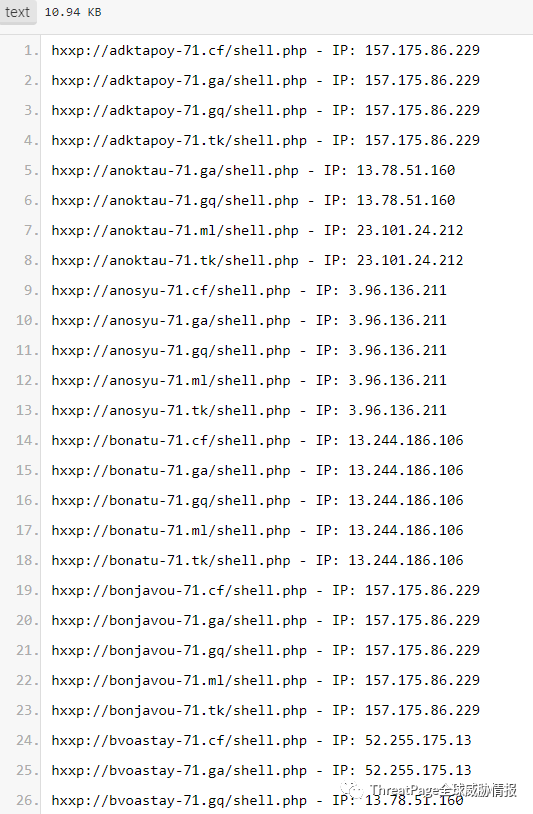 text 10.94 KB
1. hxxp://adktapoy-71.cf/shell.php - IP: 157.175.86.229
2. hxxp://adktapoy-71.ga/shell.php - IP: 157.175.86.229
3. hxxp://adktapoy-71.gq/shell.php - IP: 157.175.86.229
4. hxxp://adktapoy-71.tk/shell.php - IP: 157.175.86.229
5. hxxp://anoktau-71.ga/shell.php - IP: 13.78.51.160
6. hxxp://anoktau-71.gq/shell.php - IP: 13.78.51.160
7. hxxp://anoktau-71.ml/shell.php - IP: 23.101.24.212
8. hxxp://anoktau-71.tk/shell.php - IP: 23.101.24.212
9. hxxp://anosyu-71.cf/shell.php - IP: 3.96.136.211
10. hxxp://anosyu-71.ga/shell.php - IP: 3.96.136.211
11. hxxp://anosyu-71.gq/shell.php - IP: 3.96.136.211
12. hxxp://anosyu-71.ml/shell.php - IP: 3.96.136.211
13. hxxp://anosyu-71.tk/shell.php - IP: 3.96.136.211
14. hxxp://bonatu-71.cf/shell.php - IP: 13.244.186.106
15. hxxp://bonatu-71.ga/shell.php - IP: 13.244.186.106
16. hxxp://bonatu-71.gq/shell.php - IP: 13.244.186.106
17. hxxp://bonatu-71.ml/shell.php - IP: 13.244.186.106
18. hxxp://bonatu-71.tk/shell.php - IP: 13.244.186.106
19. hxxp://bonjavou-71.cf/shell.php - IP: 157.175.86.229
20. hxxp://bonjavou-71.ga/shell.php - IP: 157.175.86.229
21. hxxp://bonjavou-71.gq/shell.php - IP: 157.175.86.229
22. hxxp://bonjavou-71.ml/shell.php - IP: 157.175.86.229
23. hxxp://bonjavou-71.tk/shell.php - IP: 157.175.86.229
24. hxxp://bvoastay-71.cf/shell.php - IP: 52.255.175.13
25. hxxp://bvoastay-71.ga/shell.php - IP: 52.255.175.13
26. hxxp://bvoastay-71.gq/shell.php - IP: 13.78.51.160
ThreatPage全球威胁情报